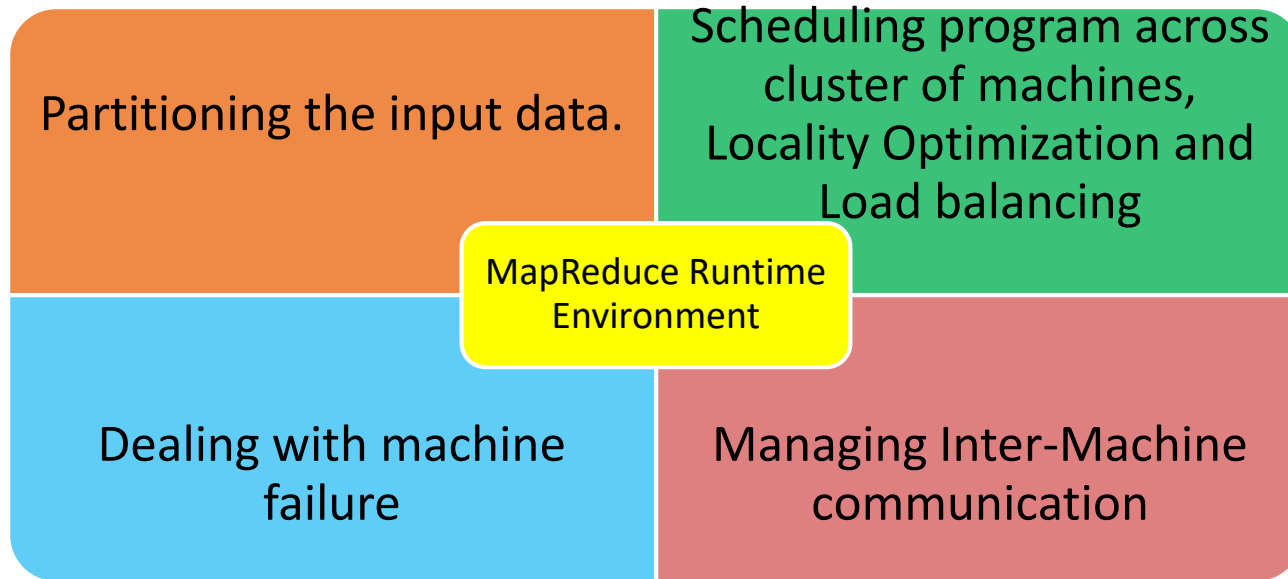 Partitioning the input data.
Scheduling program across
cluster of machines,
Locality Optimization and
Load balancing
MapReduce Runtime
Environment
Dealing with machine
failure
Managing Inter-Machine
communication